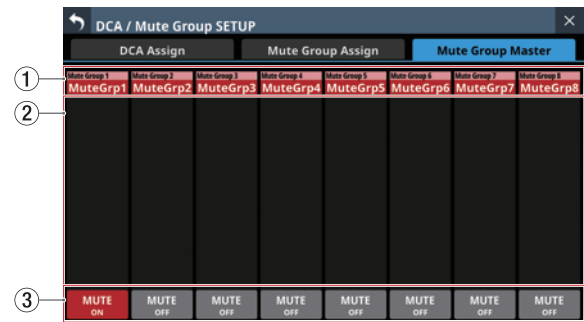 DCA / Mute Group SETUP
DCA Assign Mute Group Assign Mute Group Master
1 Mute Group 1 Mute Group 2 Mute Group 3 Mute Group 4 Mute Group 5 Mute Group 6 Mute Group 7 Mute Group 8
MuteGrp1 MuteGrp2 MuteGrp3 MuteGrp4 MuteGrp5 MuteGrp6 MuteGrp7 MuteGrp8
2
3 MUTE MUTE MUTE MUTE MUTE MUTE MUTE MUTE
ON OFF OFF OFF OFF OFF OFF OFF